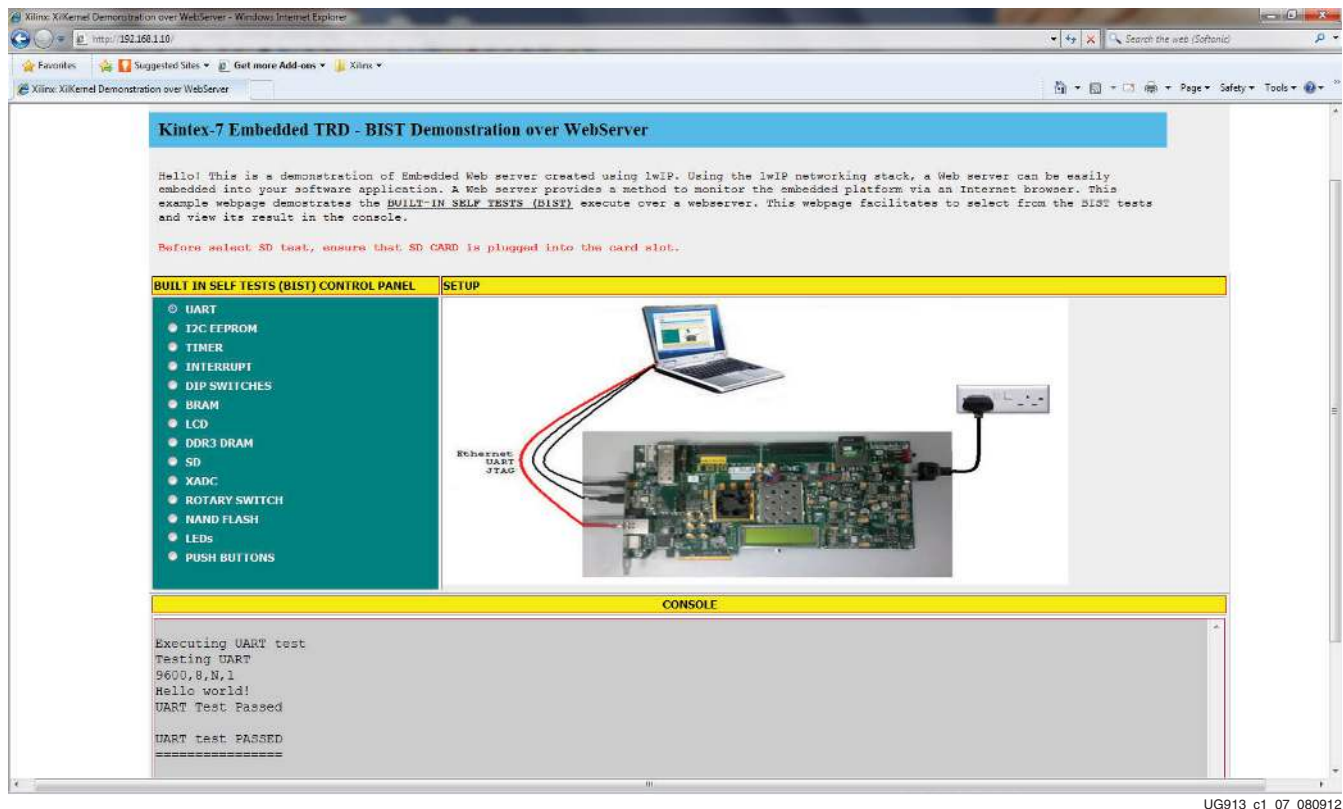 Xilinx: XilKernel Demonstration over WebServer - Windows Internet Explorer
http://192.168.1.10/
Search the web (Softonic)
Favorites Suggested Sites Get more Add-ons Xilinx
Xilinx: XilKernel Demonstration over WebServer
Page Safety Tools
Kintex-7 Embedded TRD - BIST Demonstration over WebServer
Hello! This is a demonstration of Embedded Web server created using lwIP. Using the lwIP networking stack, a Web server can be easily
embedded into your software application. A Web server provides a method to monitor the embedded platform via an Internet browser. This
example webpage demostrates the BUILT-IN SELF TESTS (BIST) execute over a webserver. This webpage facilitates to select from the BIST tests
and view its result in the console.
Before select SD test, ensure that SD CARD is plugged into the card slot.
BUILT IN SELF TESTS (BIST) CONTROL PANEL SETUP
UART
I2C EEPROM
TIMER
INTERRUPT
DIP SWITCHES
BRAM
LCD
DDR3 DRAM
SD
XADC
ROTARY SWITCH
NAND FLASH
LEDs
PUSH BUTTONS
Ethernet
UART
JTAG
CONSOLE
Executing UART test
Testing UART
9600,8,N,1
Hello world!
UART Test Passed
UART test PASSED
================
UG913_c1_07_080912